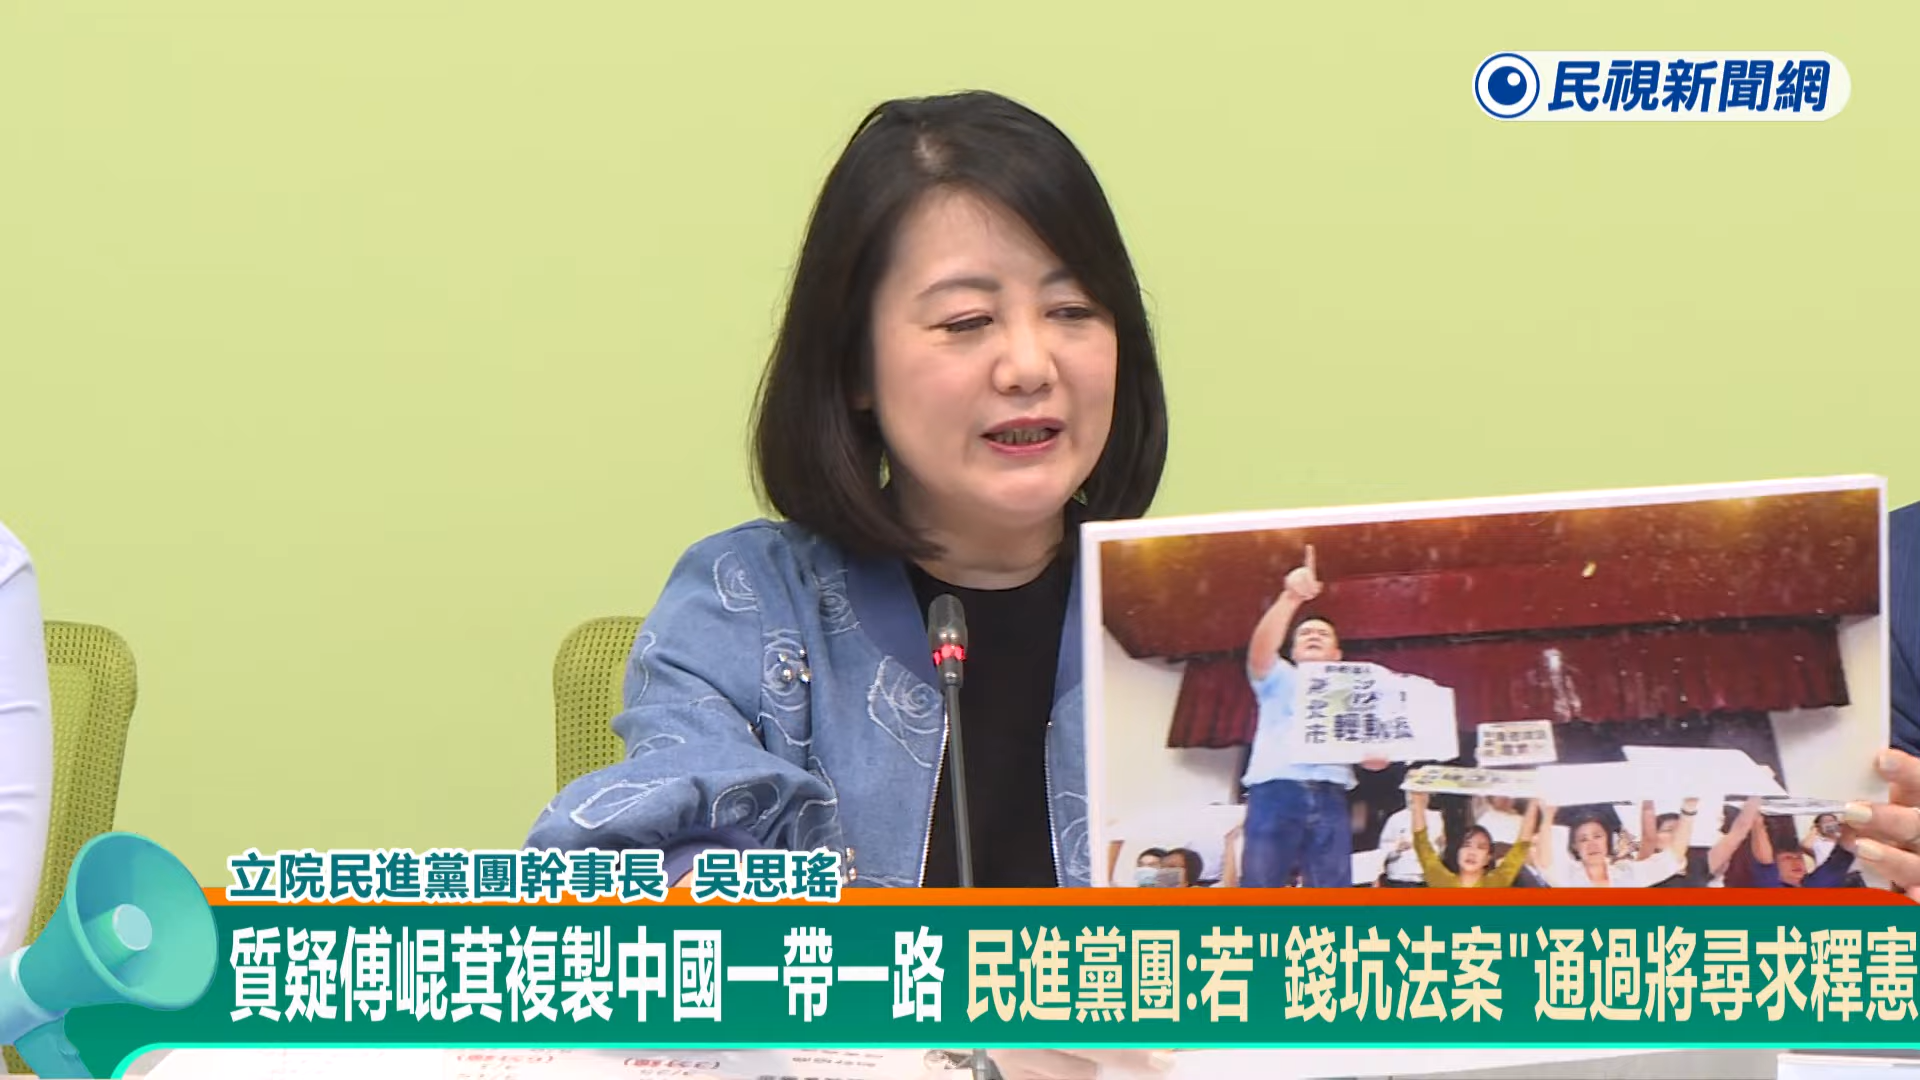 民視新聞網
輕軌
立院民進黨團幹事長 吳思瑤
質疑傅崐萁複製中國一帶一路 民進黨團:若"錢坑法案"通過將尋求釋憲